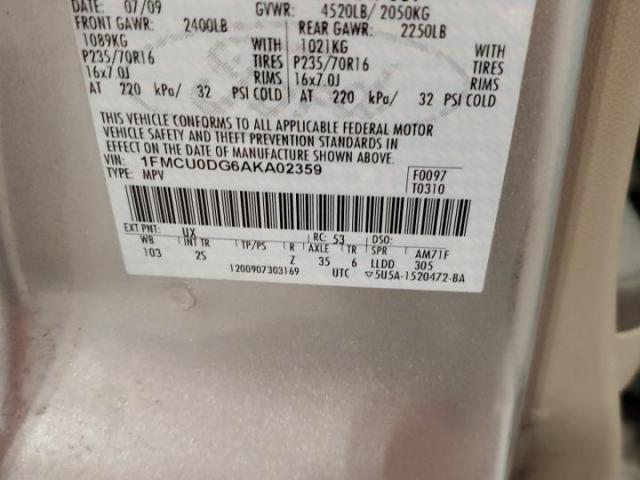 DATE: 07/09 GVWR: 4520LB/ 2050KG
FRONT GAWR: 2400LB REAR GAWR: 2250LB
1089KG WITH 1021KG WITH
P235/70R16 TIRES P235/70R16 TIRES
16x7.0J RIMS 16x7.0J RIMS
AT 220 kPa/ 32 PSI COLD AT 220 kPa/ 32 PSI COLD
THIS VEHICLE CONFORMS TO ALL APPLICABLE FEDERAL MOTOR
VEHICLE SAFETY AND THEFT PREVENTION STANDARDS IN
EFFECT ON THE DATE OF MANUFACTURE SHOWN ABOVE.
VIN: 1FMCU0DG6AKA02359
TYPE: MPV F0097
T0310
EXT PNT: UX RC: 53 DSO:
WB INT TR TP/PS R AXLE TR SPR AM71F
103 2S Z 35 6 LLDD 305
1200907303169 UTC ▽5U5A-1520472-BA